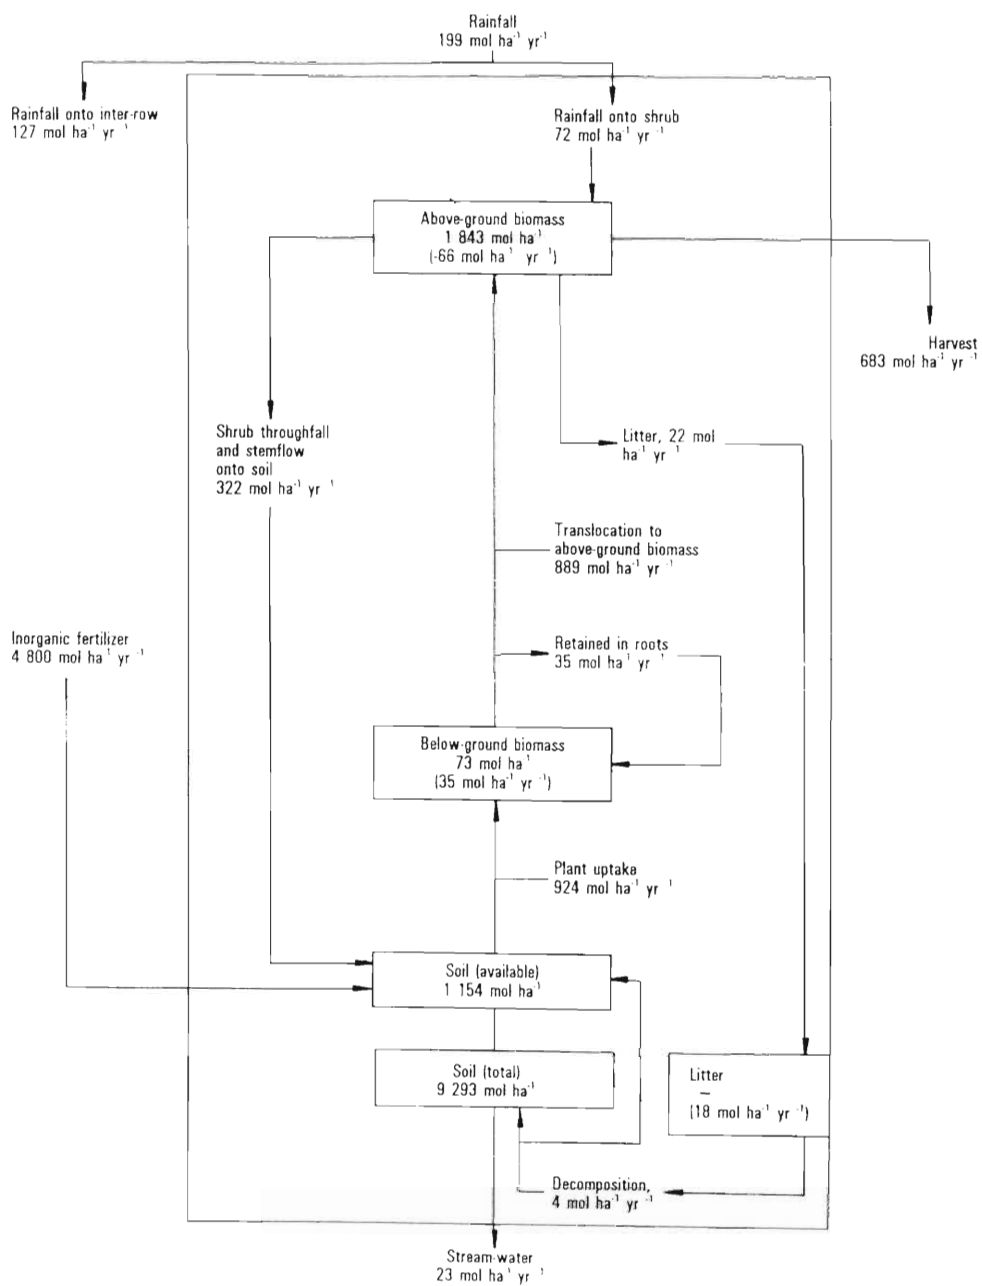 Rainfall
199 mol ha⁻¹ yr⁻¹
Rainfall onto inter-row
127 mol ha⁻¹ yr⁻¹
Rainfall onto shrub
72 mol ha⁻¹ yr⁻¹
Above-ground biomass
1 843 mol ha⁻¹
(-66 mol ha⁻¹ yr⁻¹)
Harvest
683 mol ha⁻¹ yr⁻¹
Shrub throughfall
and stemflow
onto soil
322 mol ha⁻¹ yr⁻¹
Litter, 22 mol
ha⁻¹ yr⁻¹
Translocation to
above-ground biomass
889 mol ha⁻¹ yr⁻¹
Inorganic fertilizer
4 800 mol ha⁻¹ yr⁻¹
Retained in roots
35 mol ha⁻¹ yr⁻¹
Below-ground biomass
73 mol ha⁻¹
(35 mol ha⁻¹ yr⁻¹)
Plant uptake
924 mol ha⁻¹ yr⁻¹
Soil (available)
1 154 mol ha⁻¹
Soil (total)
9 293 mol ha⁻¹
Litter
–
(18 mol ha⁻¹ yr⁻¹)
Decomposition,
4 mol ha⁻¹ yr⁻¹
Stream-water
23 mol ha⁻¹ yr⁻¹